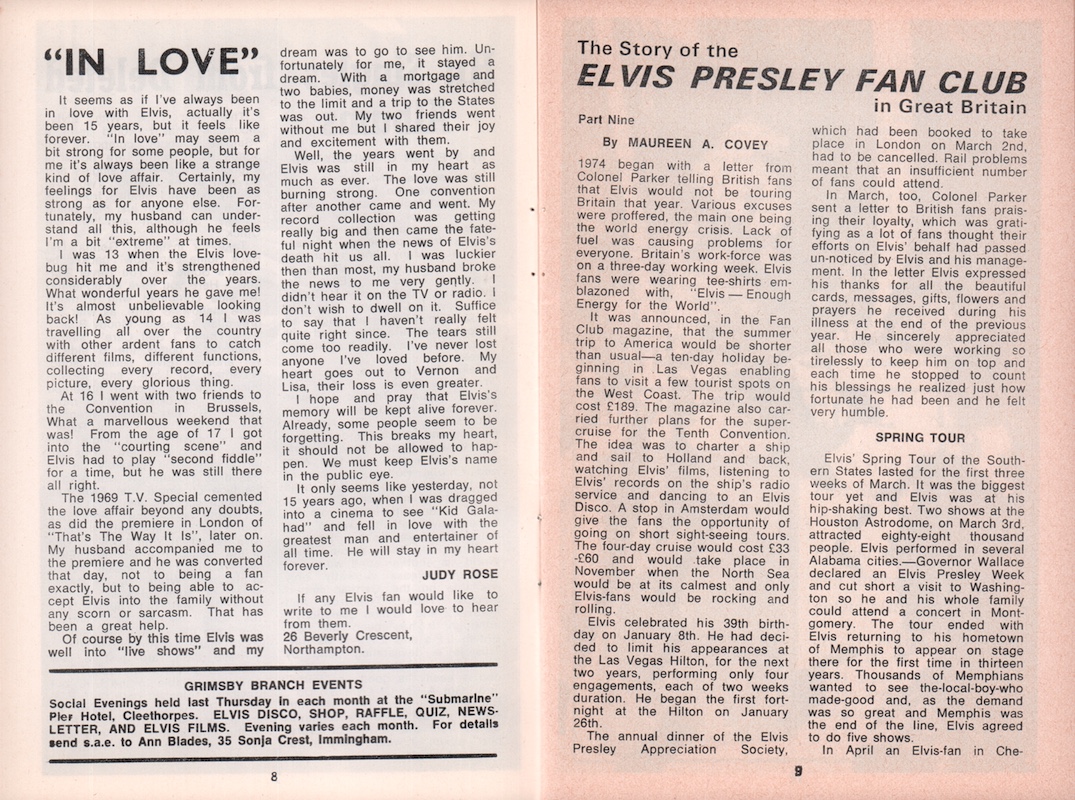 "IN LOVE"
It seems as if I've always been
in love with Elvis, actually it's
been 15 years, but it feels like
forever. "In love" may seem a
bit strong for some people, but for
me it's always been like a strange
kind of love affair. Certainly, my
feelings for Elvis have been as
strong as for anyone else. For-
tunately, my husband can under-
stand all this, although he feels
I'm a bit "extreme" at times.
I was 13 when the Elvis love-
bug hit me and it's strengthened
considerably over the years.
What wonderful years he gave me!
It's almost unbelievable looking
back! As young as 14 I was
travelling all over the country
with other ardent fans to catch
different films, different functions,
collecting every record, every
picture, every glorious thing.
At 16 I went with two friends to
the Convention in Brussels,
What a marvellous weekend that
was! From the age of 17 I got
into the "courting scene" and
Elvis had to play "second fiddle"
for a time, but he was still there
all right.
The 1969 T.V. Special cemented
the love affair beyond any doubts,
as did the premiere in London of
"That's The Way It Is", later on.
My husband accompanied me to
the premiere and he was converted
that day, not to being a fan
exactly, but to being able to ac-
cept Elvis into the family without
any scorn or sarcasm. That has
been a great help.
Of course by this time Elvis was
well into "live shows" and my
dream was to go to see him. Un-
fortunately for me, it stayed a
dream. With a mortgage and
two babies, money was stretched
to the limit and a trip to the States
was out. My two friends went
without me but I shared their joy
and excitement with them.
Well, the years went by and
Elvis was still in my heart as
much as ever. The love was still
burning strong. One convention
after another came and went. My
record collection was getting
really big and then came the fate-
ful night when the news of Elvis's
death hit us all. I was luckier
then than most, my husband broke
the news to me very gently. I
didn't hear it on the TV or radio. I
don't wish to dwell on it. Suffice
to say that I haven't really felt
quite right since. The tears still
come too readily. I've never lost
anyone I've loved before. My
heart goes out to Vernon and
Lisa, their loss is even greater.
I hope and pray that Elvis's
memory will be kept alive forever.
Already, some people seem to be
forgetting. This breaks my heart,
it should not be allowed to hap-
pen. We must keep Elvis's name
in the public eye.
It only seems like yesterday, not
15 years ago, when I was dragged
into a cinema to see "Kid Gala-
had" and fell in love with the
greatest man and entertainer of
all time. He will stay in my heart
forever.
JUDY ROSE
If any Elvis fan would like to
write to me I would love to hear
from them.
26 Beverly Crescent,
Northampton.
GRIMSBY BRANCH EVENTS
Social Evenings held last Thursday in each month at the "Submarine"
Pier Hotel, Cleethorpes. ELVIS DISCO, SHOP, RAFFLE, QUIZ, NEWS-
LETTER, AND ELVIS FILMS. Evening varies each month. For details
send s.a.e. to Ann Blades, 35 Sonja Crest, Immingham.
8
The Story of the
ELVIS PRESLEY FAN CLUB
in Great Britain
Part Nine
By MAUREEN A. COVEY
1974 began with a letter from
Colonel Parker telling British fans
that Elvis would not be touring
Britain that year. Various excuses
were proffered, the main one being
the world energy crisis. Lack of
fuel was causing problems for
everyone. Britain's work-force was
on a three-day working week. Elvis
fans were wearing tee-shirts em-
blazoned with, "Elvis — Enough
Energy for the World".
It was announced, in the Fan
Club magazine, that the summer
trip to America would be shorter
than usual—a ten-day holiday be-
ginning in Las Vegas enabling
fans to visit a few tourist spots on
the West Coast. The trip would
cost £189. The magazine also car-
ried further plans for the super-
cruise for the Tenth Convention.
The idea was to charter a ship
and sail to Holland and back,
watching Elvis' films, listening to
Elvis' records on the ship's radio
service and dancing to an Elvis
Disco. A stop in Amsterdam would
give the fans the opportunity of
going on short sight-seeing tours.
The four-day cruise would cost £33
-£60 and would take place in
November when the North Sea
would be at its calmest and only
Elvis-fans would be rocking and
rolling.
Elvis celebrated his 39th birth-
day on January 8th. He had deci-
ded to limit his appearances at
the Las Vegas Hilton, for the next
two years, performing only four
engagements, each of two weeks
duration. He began the first fort-
night at the Hilton on January
26th.
The annual dinner of the Elvis
Presley Appreciation Society,
which had been booked to take
place in London on March 2nd,
had to be cancelled. Rail problems
meant that an insufficient number
of fans could attend.
In March, too, Colonel Parker
sent a letter to British fans prais-
ing their loyalty, which was grati-
fying as a lot of fans thought their
efforts on Elvis' behalf had passed
un-noticed by Elvis and his manage-
ment. In the letter Elvis expressed
his thanks for all the beautiful
cards, messages, gifts, flowers and
prayers he received during his
illness at the end of the previous
year. He sincerely appreciated
all those who were working so
tirelessly to keep him on top and
each time he stopped to count
his blessings he realized just how
fortunate he had been and he felt
very humble.
SPRING TOUR
Elvis' Spring Tour of the South-
ern States lasted for the first three
weeks of March. It was the biggest
tour yet and Elvis was at his
hip-shaking best. Two shows at the
Houston Astrodome, on March 3rd,
attracted eighty-eight thousand
people. Elvis performed in several
Alabama cities.—Governor Wallace
declared an Elvis Presley Week
and cut short a visit to Washing-
ton so he and his whole family
could attend a concert in Mont-
gomery. The tour ended with
Elvis returning to his hometown
of Memphis to appear on stage
there for the first time in thirteen
years. Thousands of Memphians
wanted to see the-local-boy-who
made-good and, as the demand
was so great and Memphis was
the end of the line, Elvis agreed
to do five shows.
In April an Elvis-fan in Che-
9